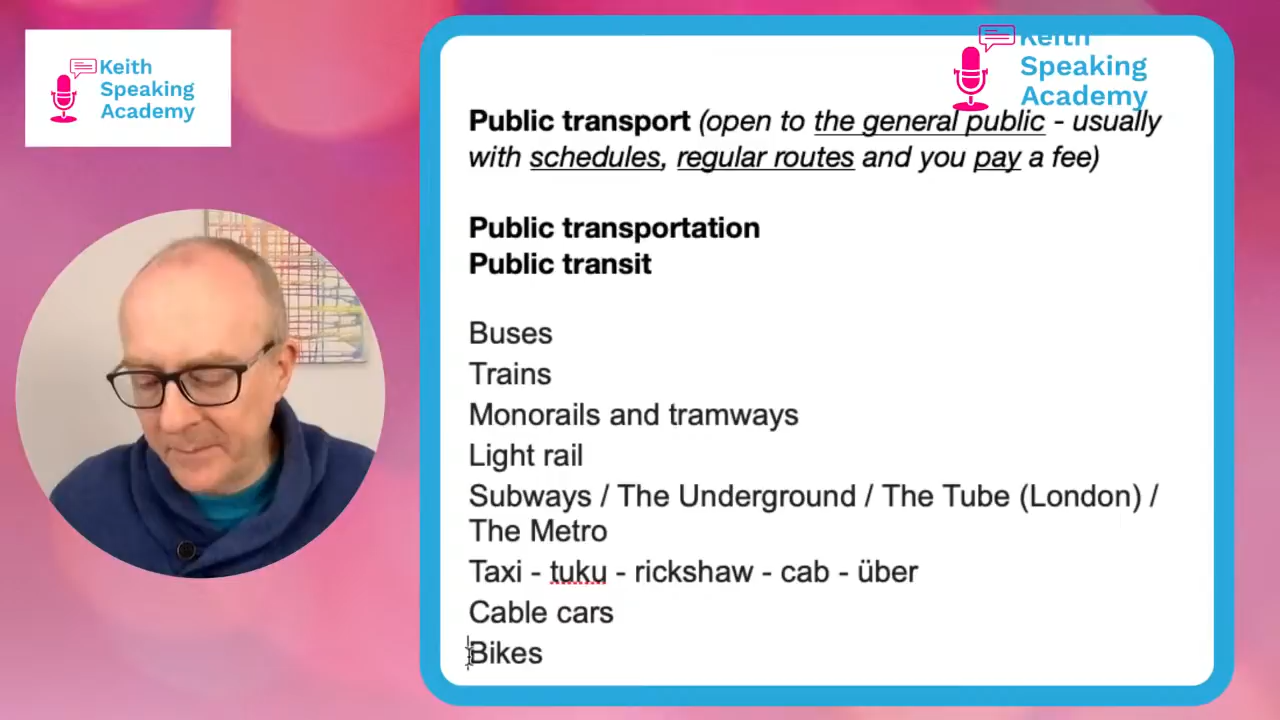 Keith
Speaking
Academy
Keith
Speaking
Academy
Public transport (open to the general public - usually
with schedules, regular routes and you pay a fee)
Public transportation
Public transit
Buses
Trains
Monorails and tramways
Light rail
Subways / The Underground / The Tube (London) /
The Metro
Taxi - tuku - rickshaw - cab - über
Cable cars
Bikes